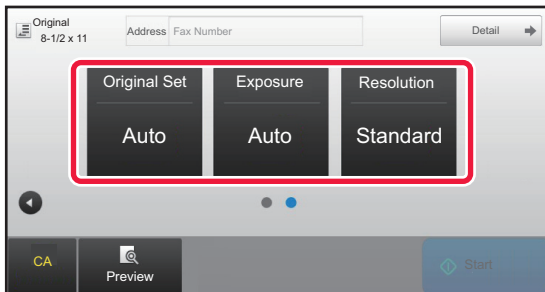 Original
8-1/2 x 11
Address Fax Number
Detail
Original Set Exposure Resolution
Auto Auto Standard
CA
Preview
Start